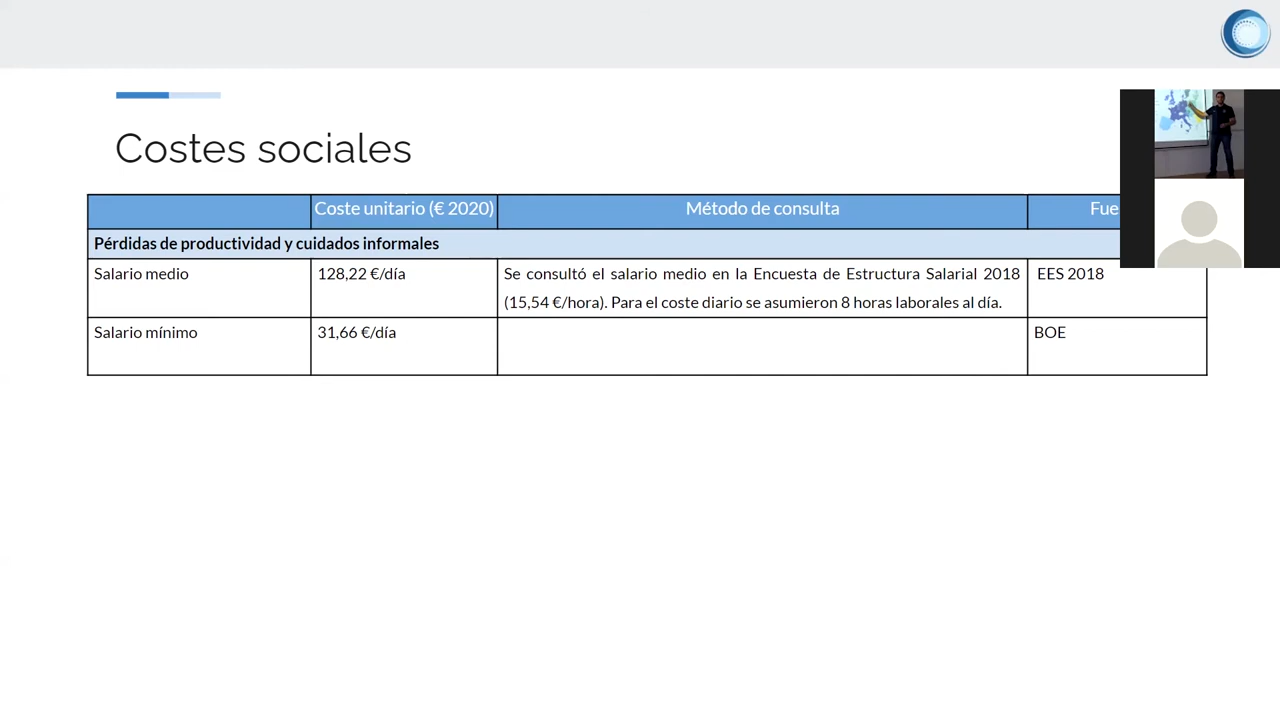 Costes sociales
Coste unitario (€ 2020) Método de consulta
Pérdidas de productividad y cuidados informales
Salario medio 128,22 €/día Se consultó el salario medio en la Encuesta de Estructura Salarial 2018 EES 2018
(15,54 €/hora). Para el coste diario se asumieron 8 horas laborales al día.
Salario mínimo 31,66 €/día BOE